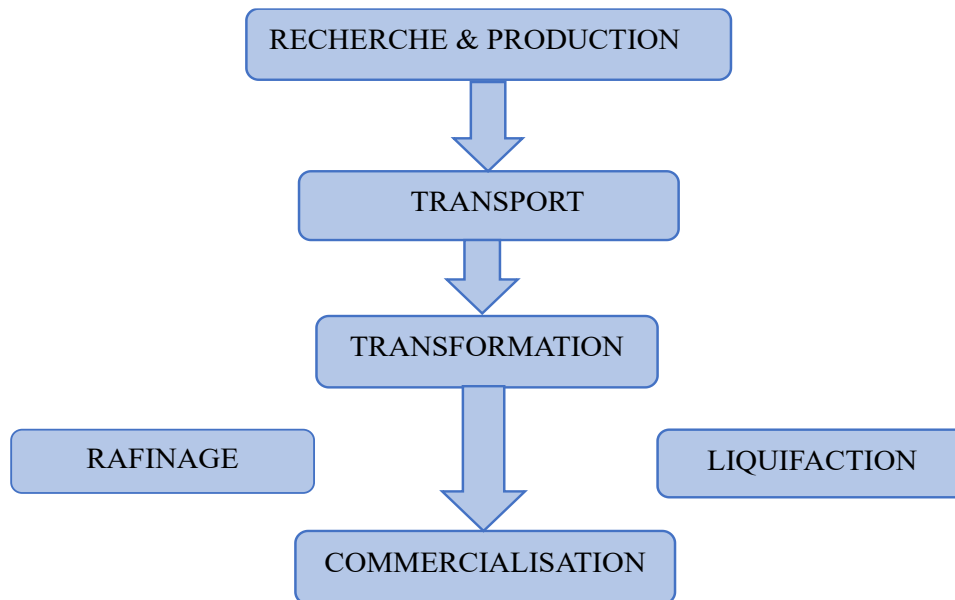 RECHERCHE & PRODUCTION
TRANSPORT
TRANSFORMATION
RAFINAGE
LIQUIFACTION
COMMERCIALISATION